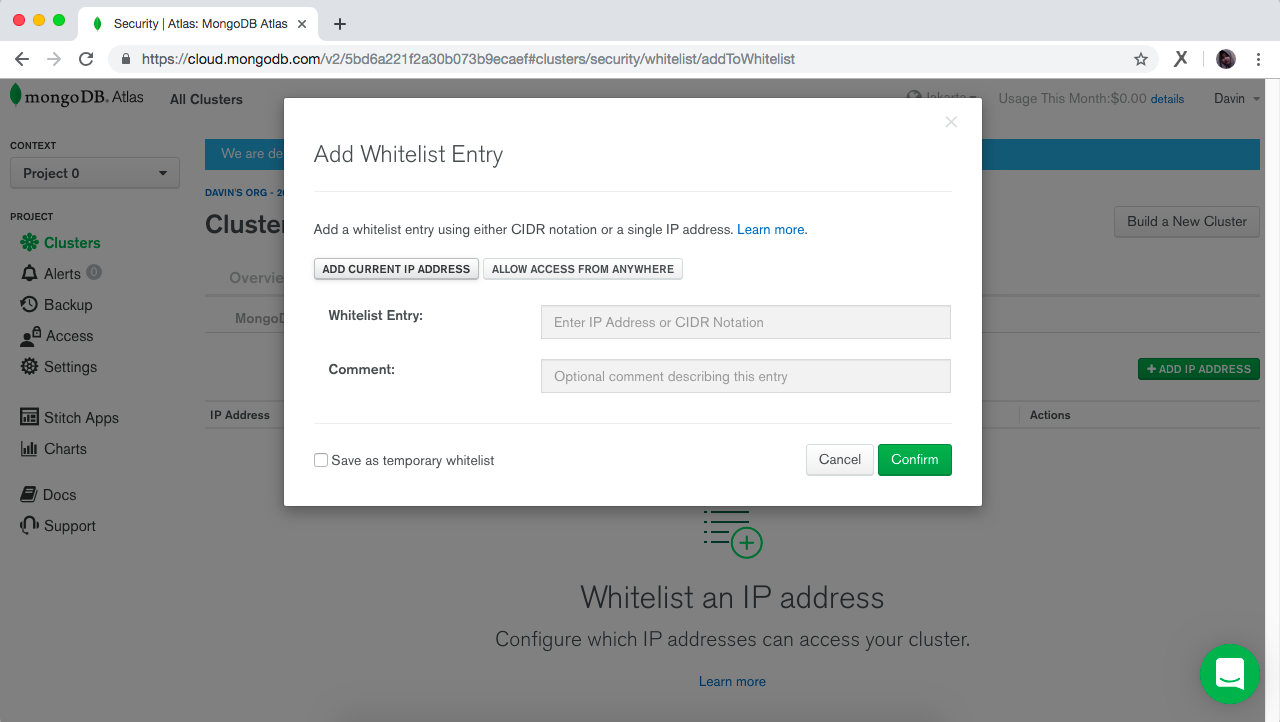 Security | Atlas: MongoDB Atlas
https://cloud.mongodb.com/v2/5bd6a221f2a30b073b9ecaef#clusters/security/whitelist/addToWhitelist
mongoDB. Atlas
All Clusters
Jakarta
Usage This Month:$0.00 details
Davin
CONTEXT
Project 0
PROJECT
Clusters
Alerts 0
Backup
Access
Settings
Stitch Apps
Charts
Docs
Support
We are de
DAVIN'S ORG - 20
Cluster
Build a New Cluster
Overvie
MongoD
+ ADD IP ADDRESS
IP Address
Actions
Add Whitelist Entry
Add a whitelist entry using either CIDR notation or a single IP address. Learn more.
ADD CURRENT IP ADDRESS
ALLOW ACCESS FROM ANYWHERE
Whitelist Entry:
Enter IP Address or CIDR Notation
Comment:
Optional comment describing this entry
Save as temporary whitelist
Cancel
Confirm
Whitelist an IP address
Configure which IP addresses can access your cluster.
Learn more